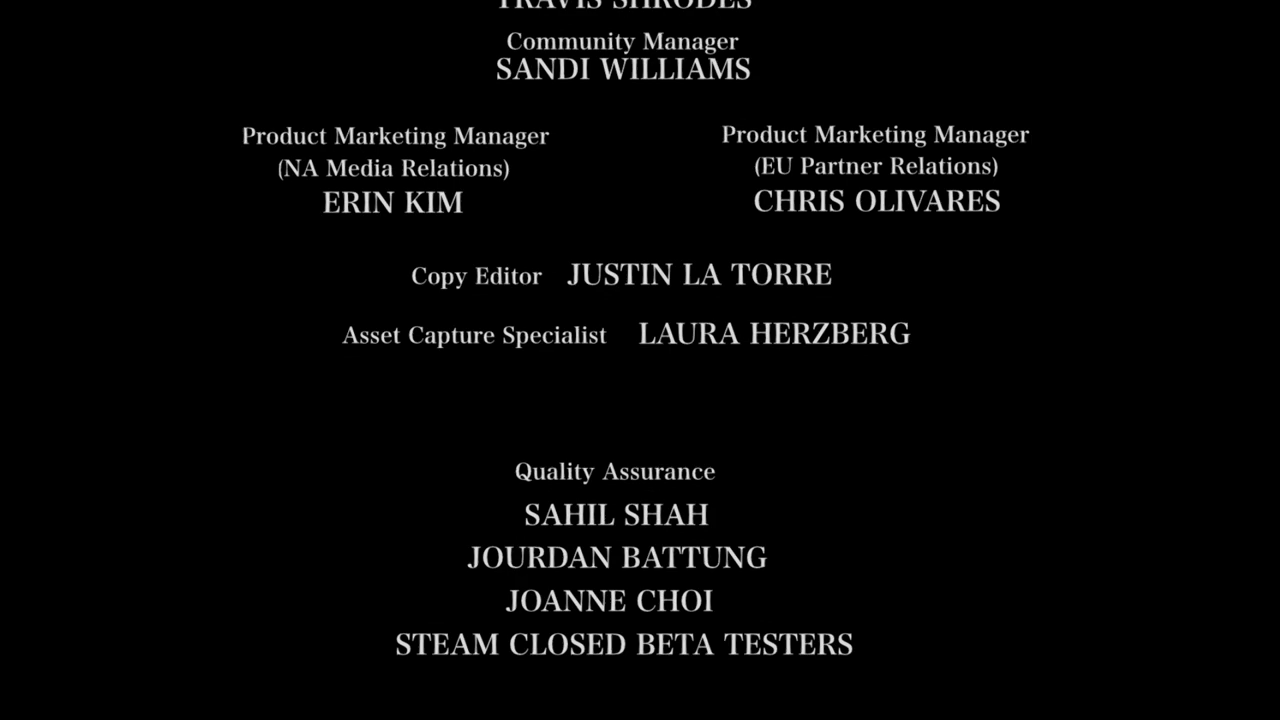 TRAVIS SHRODES
Community Manager
SANDI WILLIAMS
Product Marketing Manager
(NA Media Relations)
ERIN KIM
Product Marketing Manager
(EU Partner Relations)
CHRIS OLIVARES
Copy Editor JUSTIN LA TORRE
Asset Capture Specialist LAURA HERZBERG
Quality Assurance
SAHIL SHAH
JOURDAN BATTUNG
JOANNE CHOI
STEAM CLOSED BETA TESTERS